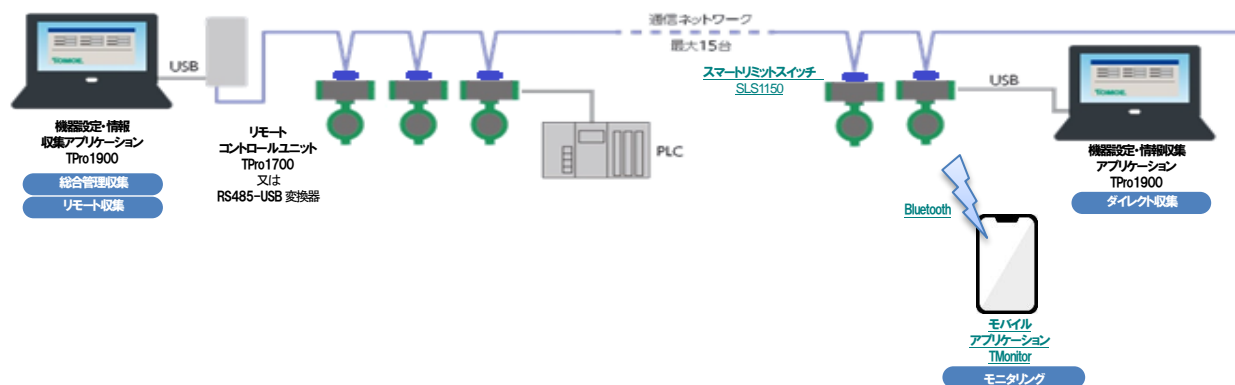 通信ネットワーク
最大15台
TOMOE
USB
スマートリミットスイッチ
SLS1150
USB
TOMOE
機器設定・情報
収集アプリケーション
TPro1900
総合管理収集
リモート収集
リモート
コントロールユニット
TPro1700
又は
RS485-USB 変換器
PLC
機器設定・情報収集
アプリケーション
TPro1900
ダイレクト収集
Bluetooth
モバイル
アプリケーション
TMonitor
モニタリング